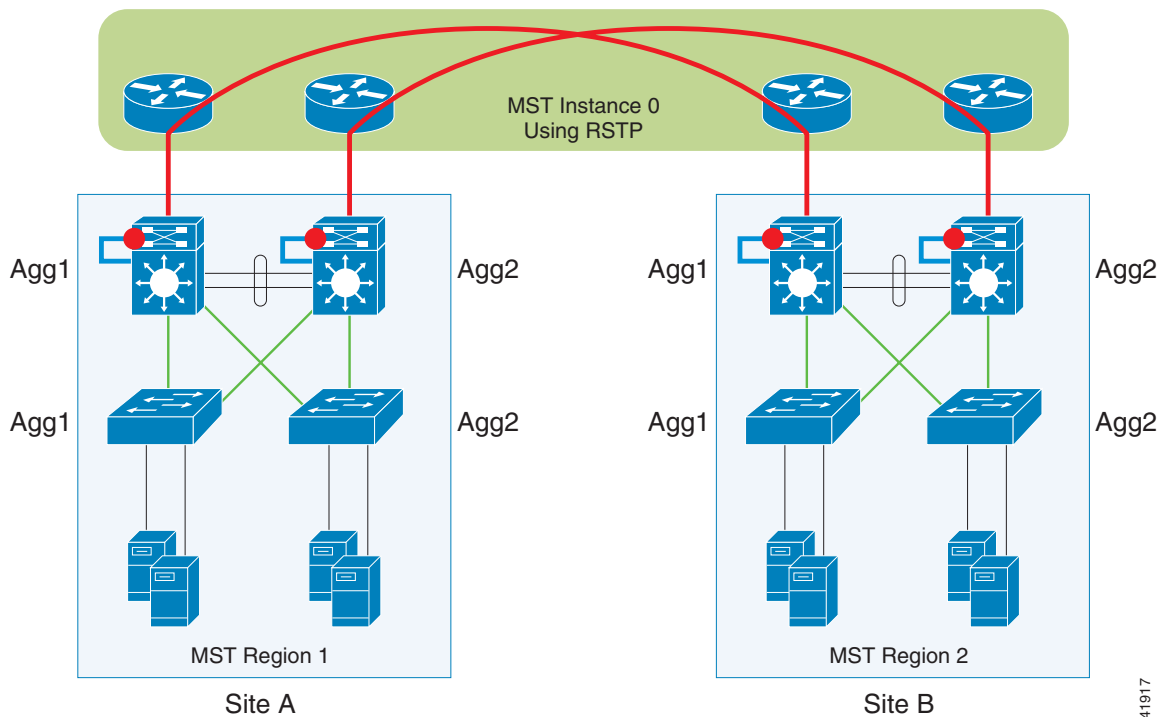 MST Instance 0
Using RSTP
Agg1
Agg2
Agg1
Agg2
Agg1
Agg2
Agg1
Agg2
MST Region 1
MST Region 2
Site A
Site B
41917